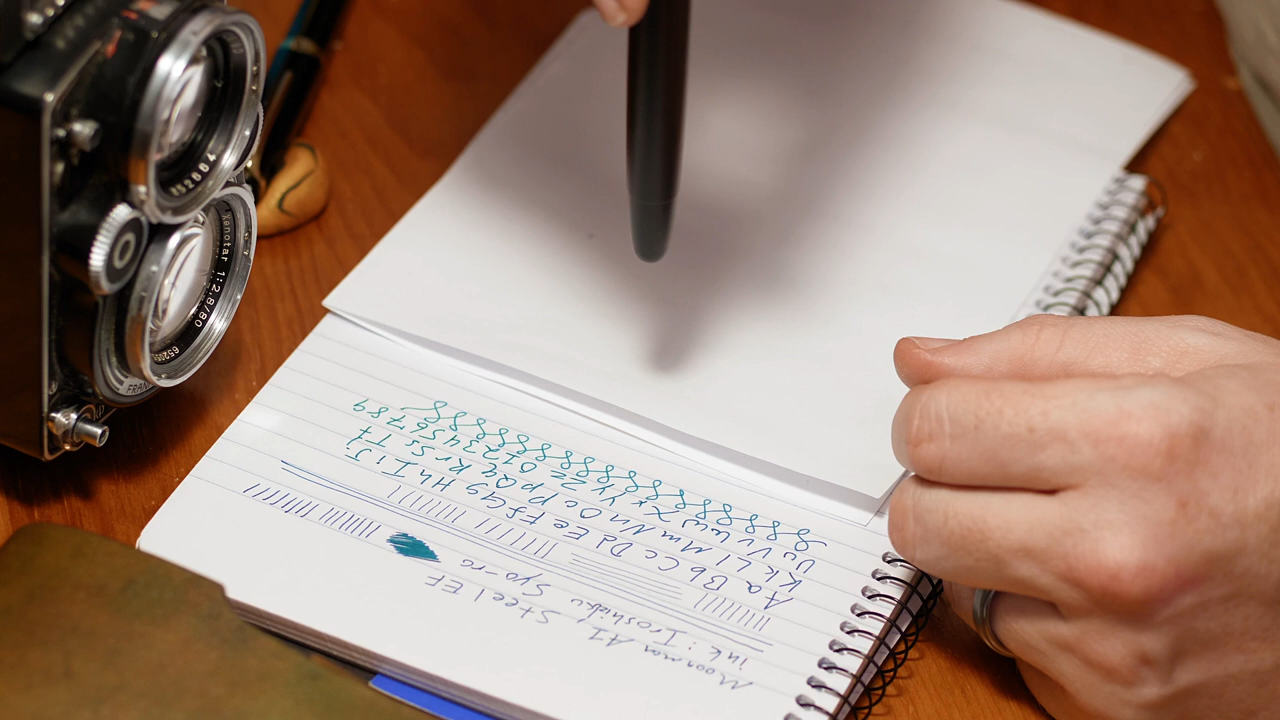 Moonman A1 Steel EF
Ink: Iroshizuku Syo-ro
Aa Bb Cc Dd Ee Ff Gg Hh Ii Jj
Kk Ll Mm Nn Oo Pp Qq Rr Ss Tt
Uu Vv Ww Xx Yy Zz 0123456789
Xenotar 1:2.8/80
FRAN